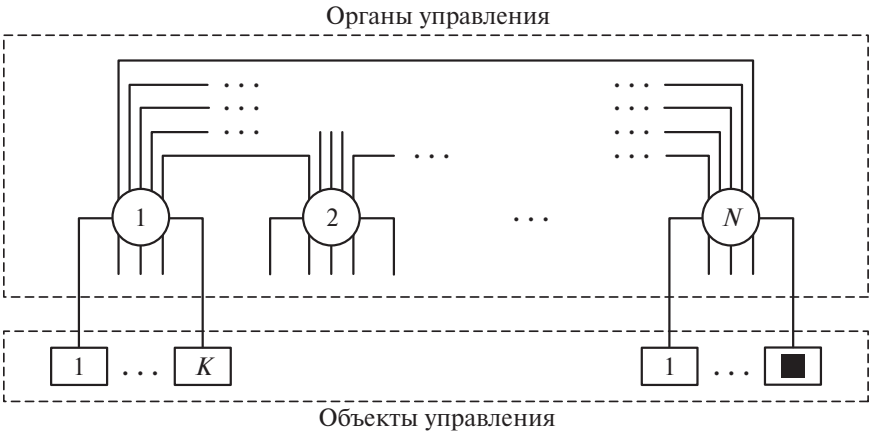 Органы управления
. . .
. . . . . .
. . . . . .
. . . . . . . . .
1 2 . . . N
1 . . . K 1 . . .
Объекты управления